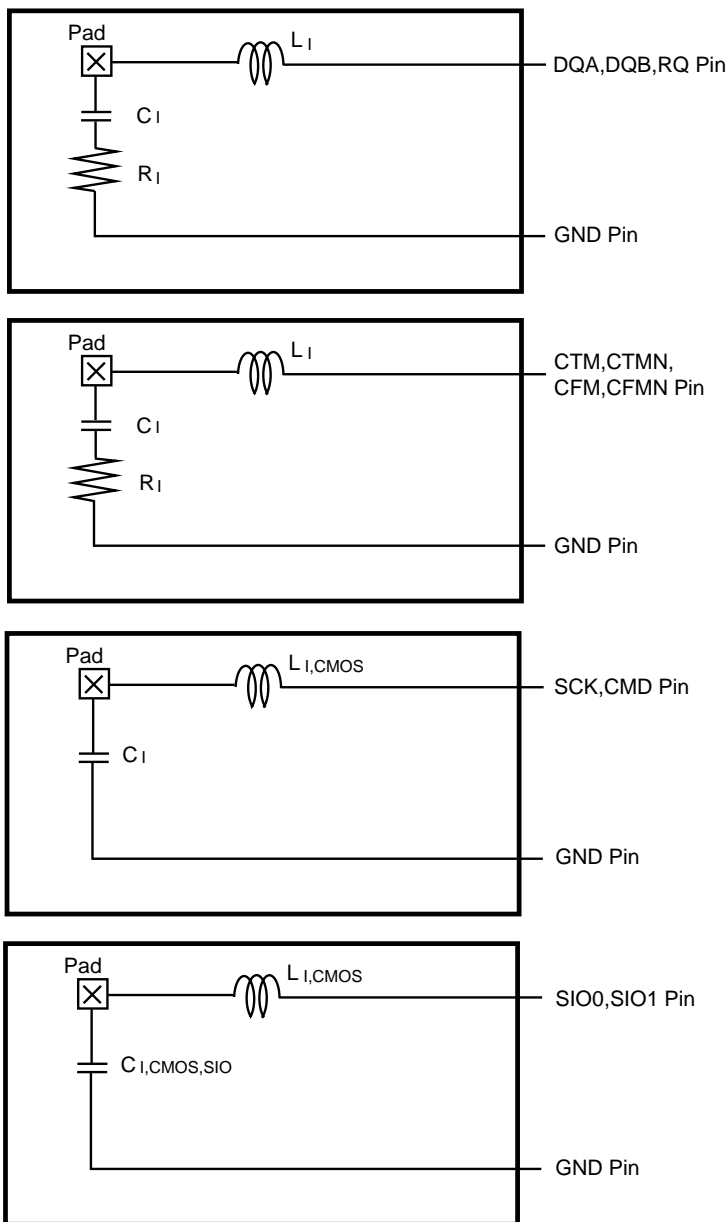 Pad
L I
DQA,DQB,RQ Pin
C I
R I
GND Pin
Pad
L I
CTM,CTMN,
CFM,CFMN Pin
C I
R I
GND Pin
Pad
L I,CMOS
SCK,CMD Pin
C I
GND Pin
Pad
L I,CMOS
SIO0,SIO1 Pin
C I,CMOS,SIO
GND Pin